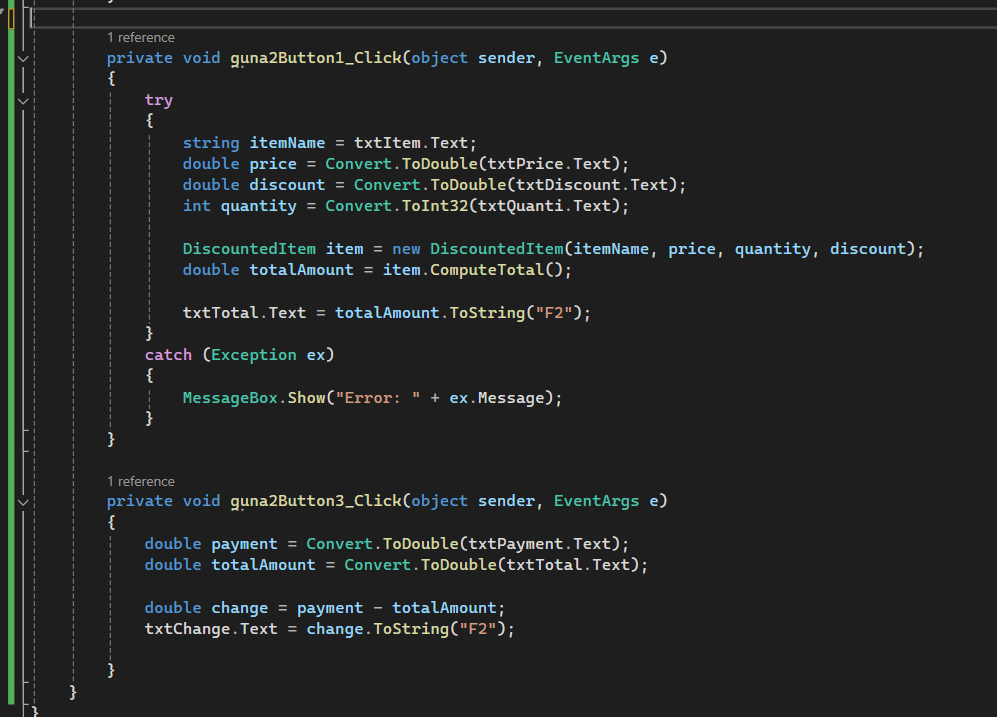 1 reference
private void guna2Button1_Click(object sender, EventArgs e)
{
try
{
string itemName = txtItem.Text;
double price = Convert.ToDouble(txtPrice.Text);
double discount = Convert.ToDouble(txtDiscount.Text);
int quantity = Convert.ToInt32(txtQuanti.Text);
DiscountedItem item = new DiscountedItem(itemName, price, quantity, discount);
double totalAmount = item.ComputeTotal();
txtTotal.Text = totalAmount.ToString("F2");
}
catch (Exception ex)
{
MessageBox.Show("Error: " + ex.Message);
}
}
1 reference
private void guna2Button3_Click(object sender, EventArgs e)
{
double payment = Convert.ToDouble(txtPayment.Text);
double totalAmount = Convert.ToDouble(txtTotal.Text);
double change = payment - totalAmount;
txtChange.Text = change.ToString("F2");
}
}
}